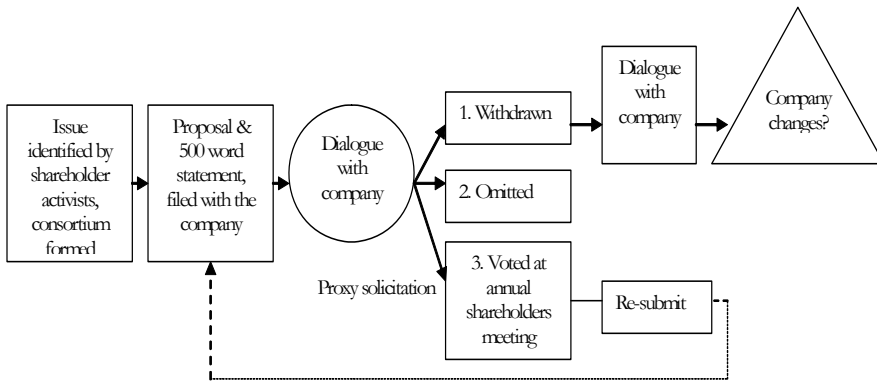 Issue
identified by
shareholder
activists,
consortium
formed
Proposal &
500 word
statement,
filed with the
company
Dialogue
with
company
1. Withdrawn
2. Omitted
Proxy solicitation
3. Voted at
annual
shareholders
meeting
Re-submit
Dialogue
with
company
Company
changes?